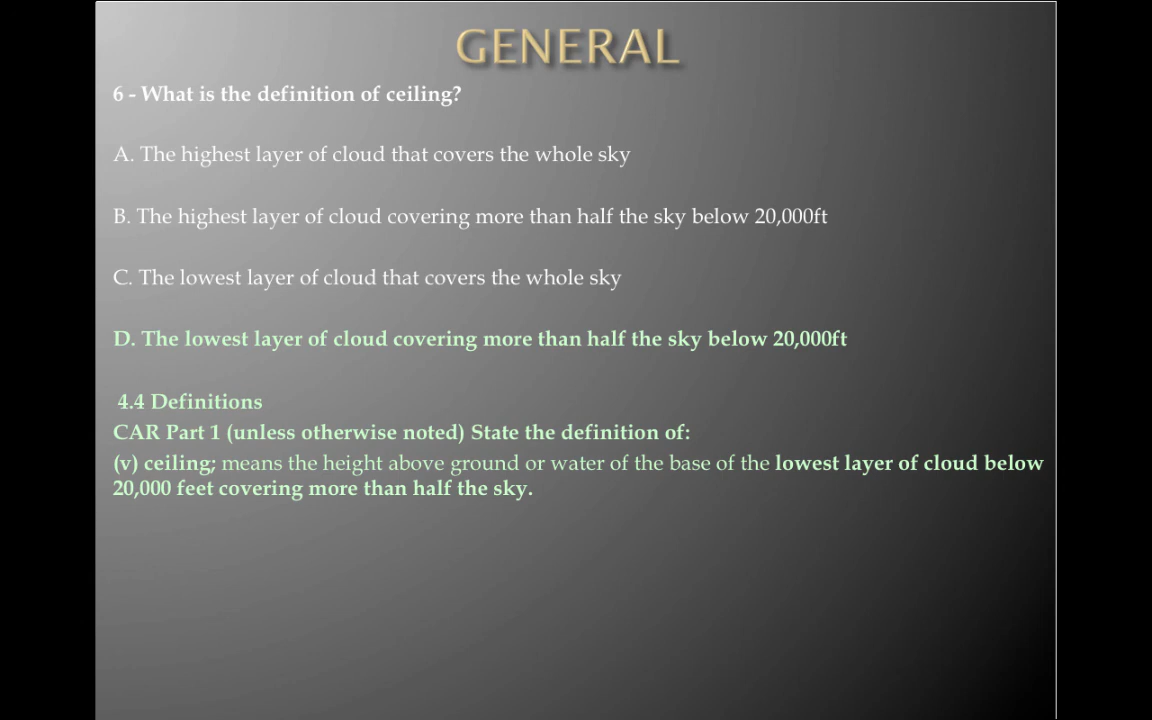 GENERAL
6 - What is the definition of ceiling?
A. The highest layer of cloud that covers the whole sky
B. The highest layer of cloud covering more than half the sky below 20,000ft
C. The lowest layer of cloud that covers the whole sky
D. The lowest layer of cloud covering more than half the sky below 20,000ft
4.4 Definitions
CAR Part 1 (unless otherwise noted) State the definition of:
(v) ceiling; means the height above ground or water of the base of the lowest layer of cloud below
20,000 feet covering more than half the sky.